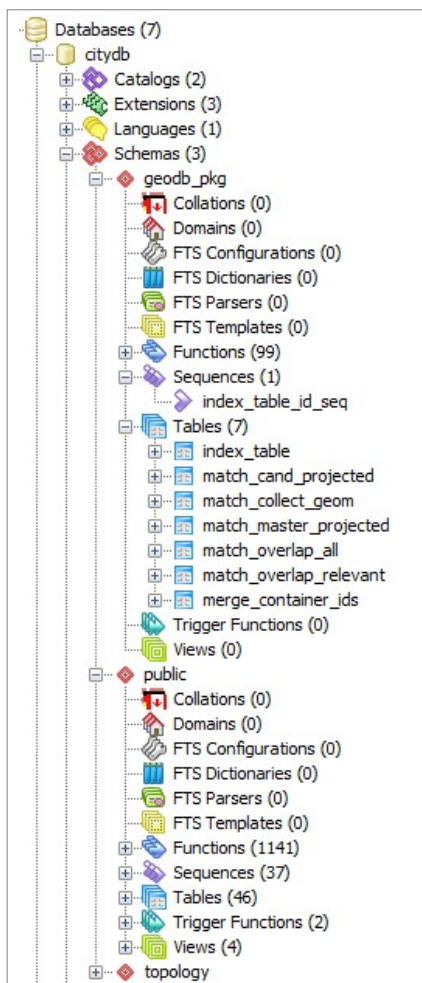 Databases (7)
citydb
Catalogs (2)
Extensions (3)
Languages (1)
Schemas (3)
geodb_pkg
Collations (0)
Domains (0)
FTS Configurations (0)
FTS Dictionaries (0)
FTS Parsers (0)
FTS Templates (0)
Functions (99)
Sequences (1)
index_table_id_seq
Tables (7)
index_table
match_cand_projected
match_collect_geom
match_master_projected
match_overlap_all
match_overlap_relevant
merge_container_ids
Trigger Functions (0)
Views (0)
public
Collations (0)
Domains (0)
FTS Configurations (0)
FTS Dictionaries (0)
FTS Parsers (0)
FTS Templates (0)
Functions (1141)
Sequences (37)
Tables (46)
Trigger Functions (2)
Views (4)
topology